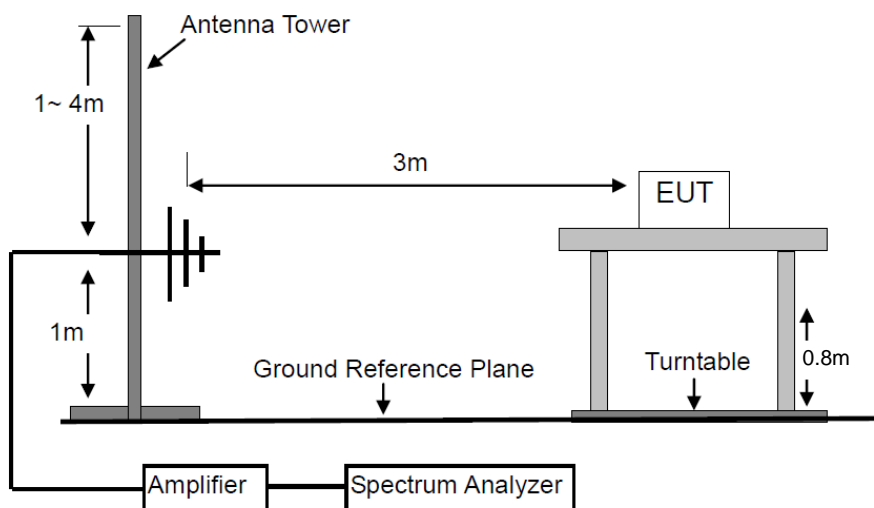 Antenna Tower
1~ 4m
3m
EUT
1m
0.8m
Ground Reference Plane
Turntable
Amplifier
Spectrum Analyzer